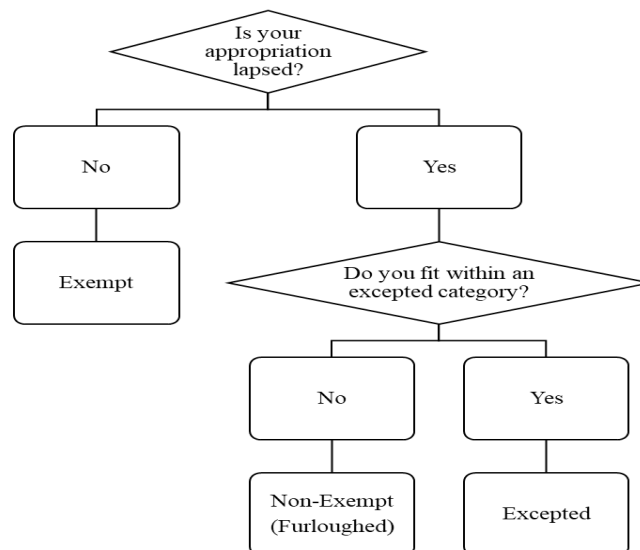 Is your
appropriation
lapsed?
No
Yes
Exempt
Do you fit within an
excepted category?
No
Yes
Non-Exempt
(Furloughed)
Excepted